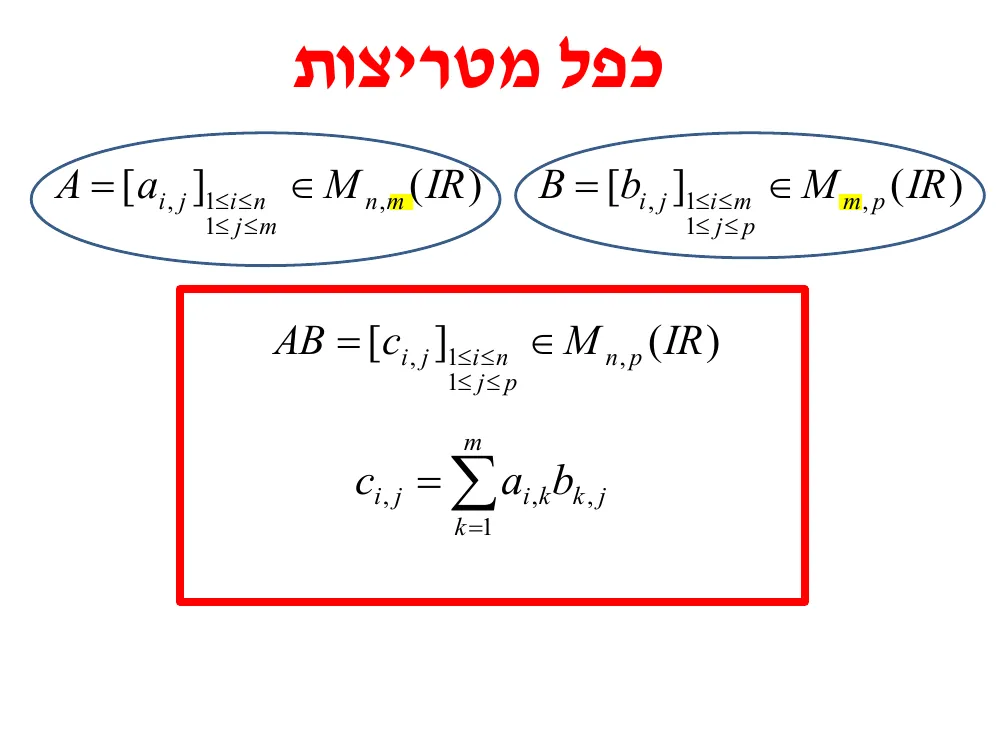 כפל מטריצות
A = [a_{i,j}]_{1≤i≤n, 1≤j≤m} ∈ M_{n,m}(IR)
B = [b_{i,j}]_{1≤i≤m, 1≤j≤p} ∈ M_{m,p}(IR)
AB = [c_{i,j}]_{1≤i≤n, 1≤j≤p} ∈ M_{n,p}(IR)
c_{i,j} = \sum_{k=1}^{m} a_{i,k} b_{k,j}